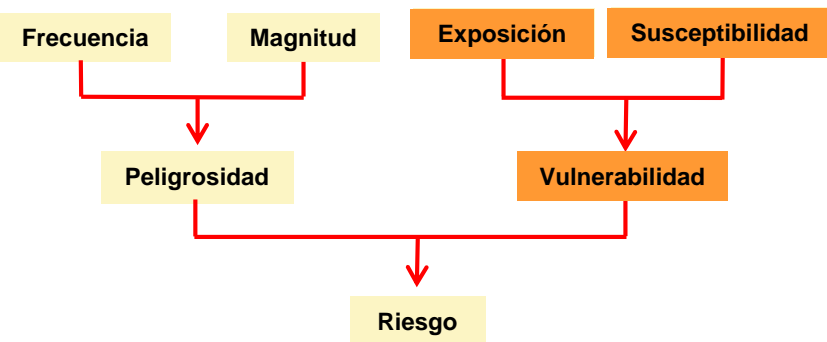 Frecuencia
Magnitud
Exposición
Susceptibilidad
Peligrosidad
Vulnerabilidad
Riesgo